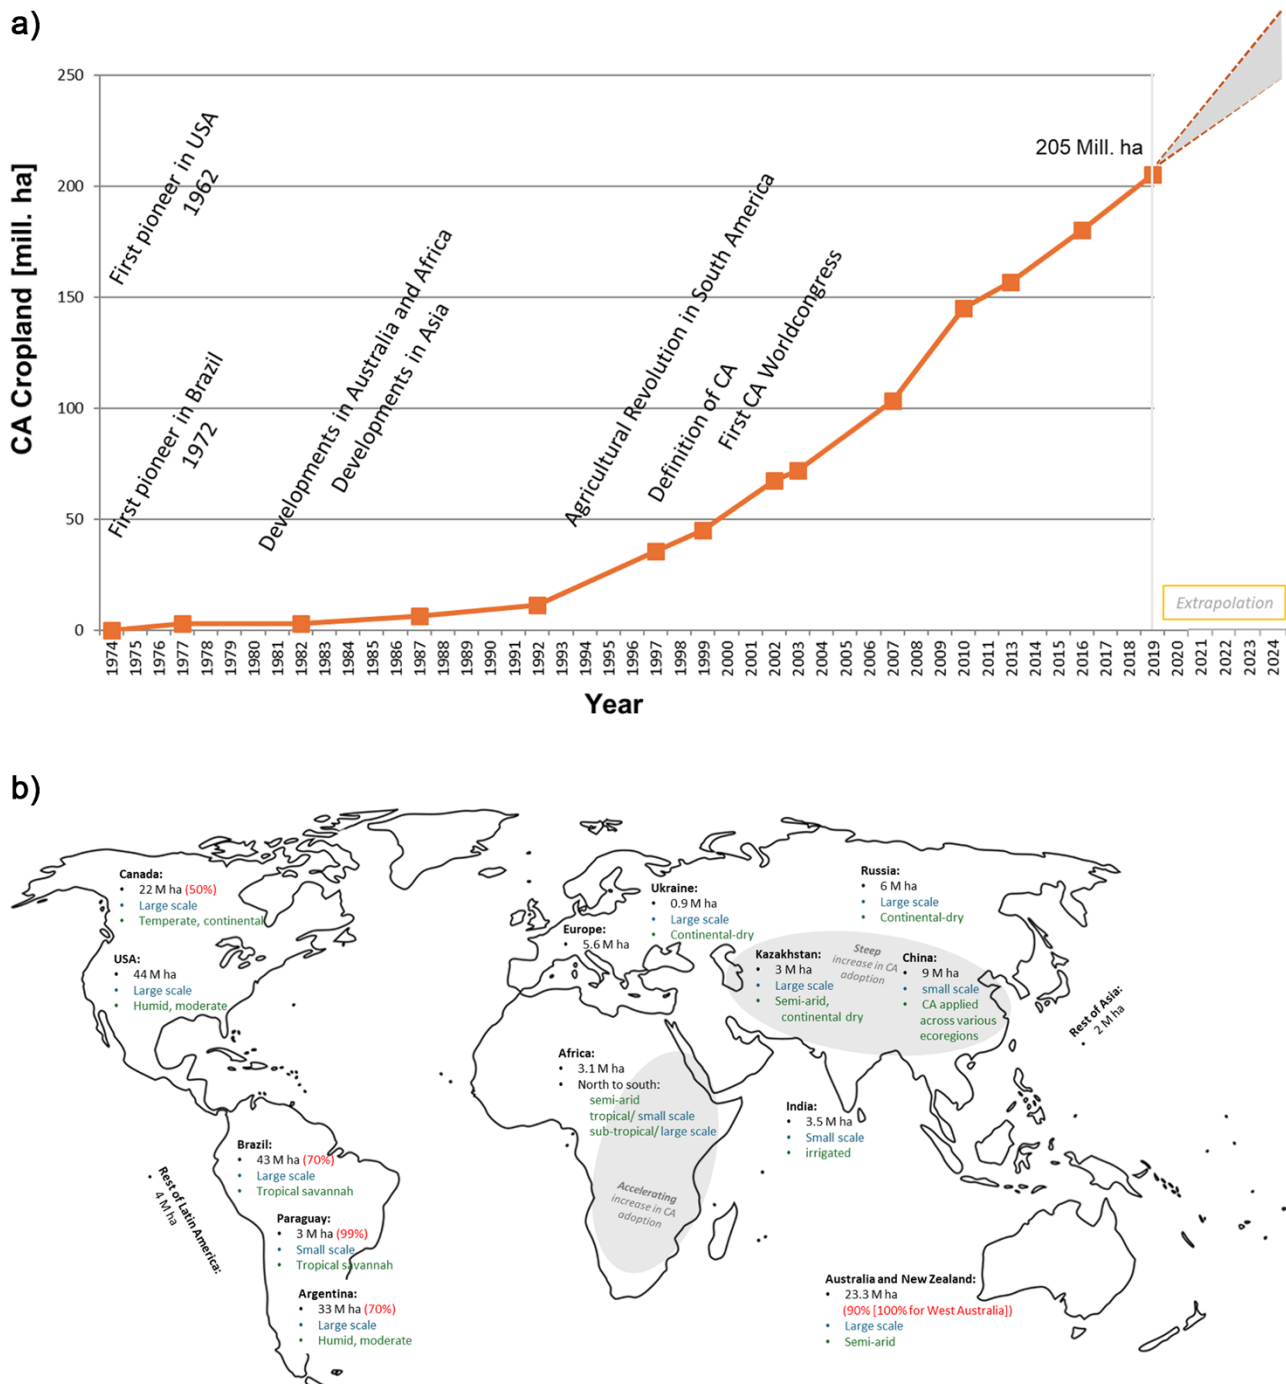 a)
250
200
150
100
50
0
CA Cropland [mill. ha]
First pioneer in USA
1962
First pioneer in Brazil
1972
Developments in Australia and Africa
Developments in Asia
Agricultural Revolution in South America
Definition of CA
First CA Worldcongress
205 Mill. ha
Extrapolation
1974 1975 1976 1977 1978 1979 1980 1981 1982 1983 1984 1985 1986 1987 1988 1989 1990 1991 1992 1993 1994 1995 1996 1997 1998 1999 2000 2001 2002 2003 2004 2005 2006 2007 2008 2009 2010 2011 2013 2014 2015 2016 2017 2018 2019 2020 2021 2022 2023 2024
Year
b)
Canada:
• 22 M ha (50%)
• Large scale
• Temperate, continental
USA:
• 44 M ha
• Large scale
• Humid, moderate
Ukraine:
• 0.9 M ha
• Large scale
• Continental-dry
Europe:
• 5.6 M ha
Russia:
• 6 M ha
• Large scale
• Continental-dry
Steep
increase in CA
adoption
Kazakhstan:
• 3 M ha
• Large scale
• Semi-arid,
continental dry
China:
• 9 M ha
• small scale
• CA applied
across various
ecoregions
Rest of Asia:
• 2 M ha
Africa:
• 3.1 M ha
• North to south:
semi-arid
tropical/ small scale
sub-tropical/ large scale
Accelerating
increase in CA
adoption
India:
• 3.5 M ha
• Small scale
• irrigated
Brazil:
• 43 M ha (70%)
• Large scale
• Tropical savannah
Rest of Latin America:
• 4 M ha
Paraguay:
• 3 M ha (99%)
• Small scale
• Tropical savannah
Argentina:
• 33 M ha (70%)
• Large scale
• Humid, moderate
Australia and New Zealand:
• 23.3 M ha
(90% [100% for West Australia])
• Large scale
• Semi-arid